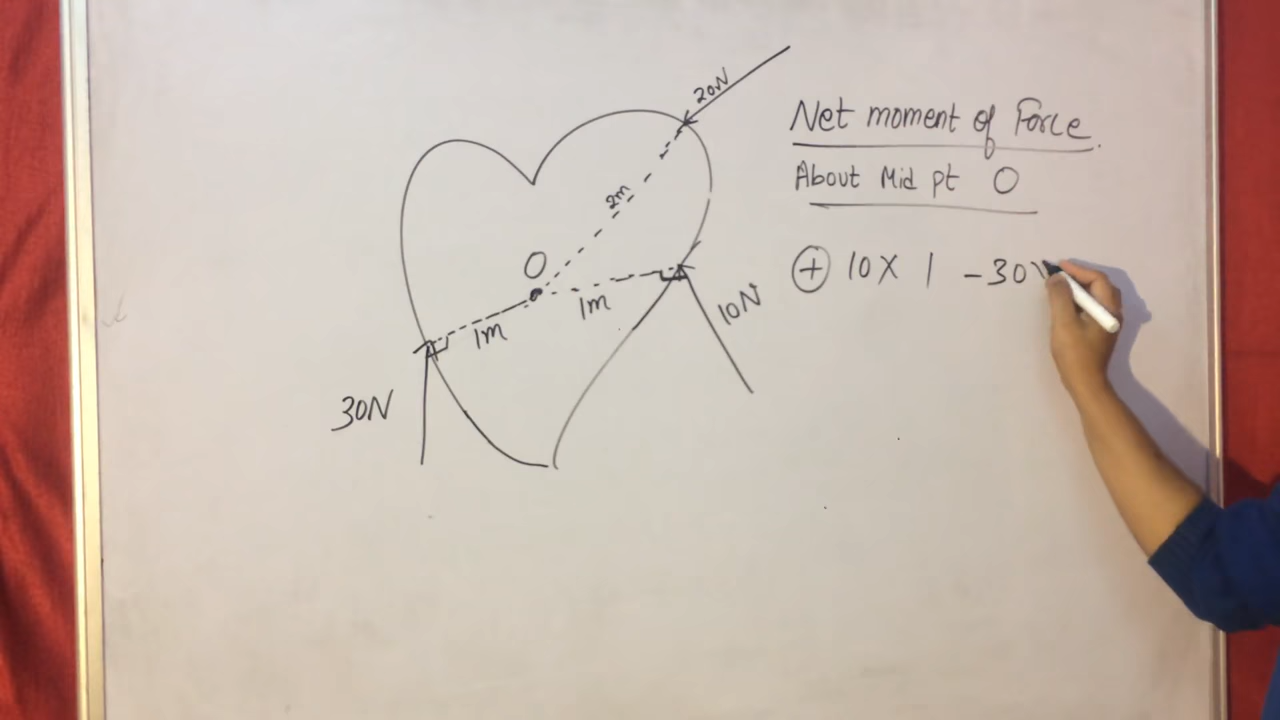 20N
Net moment of Force
2m
About Mid pt O
O
+ 10 X 1 - 30
1m
10N
1m
30N